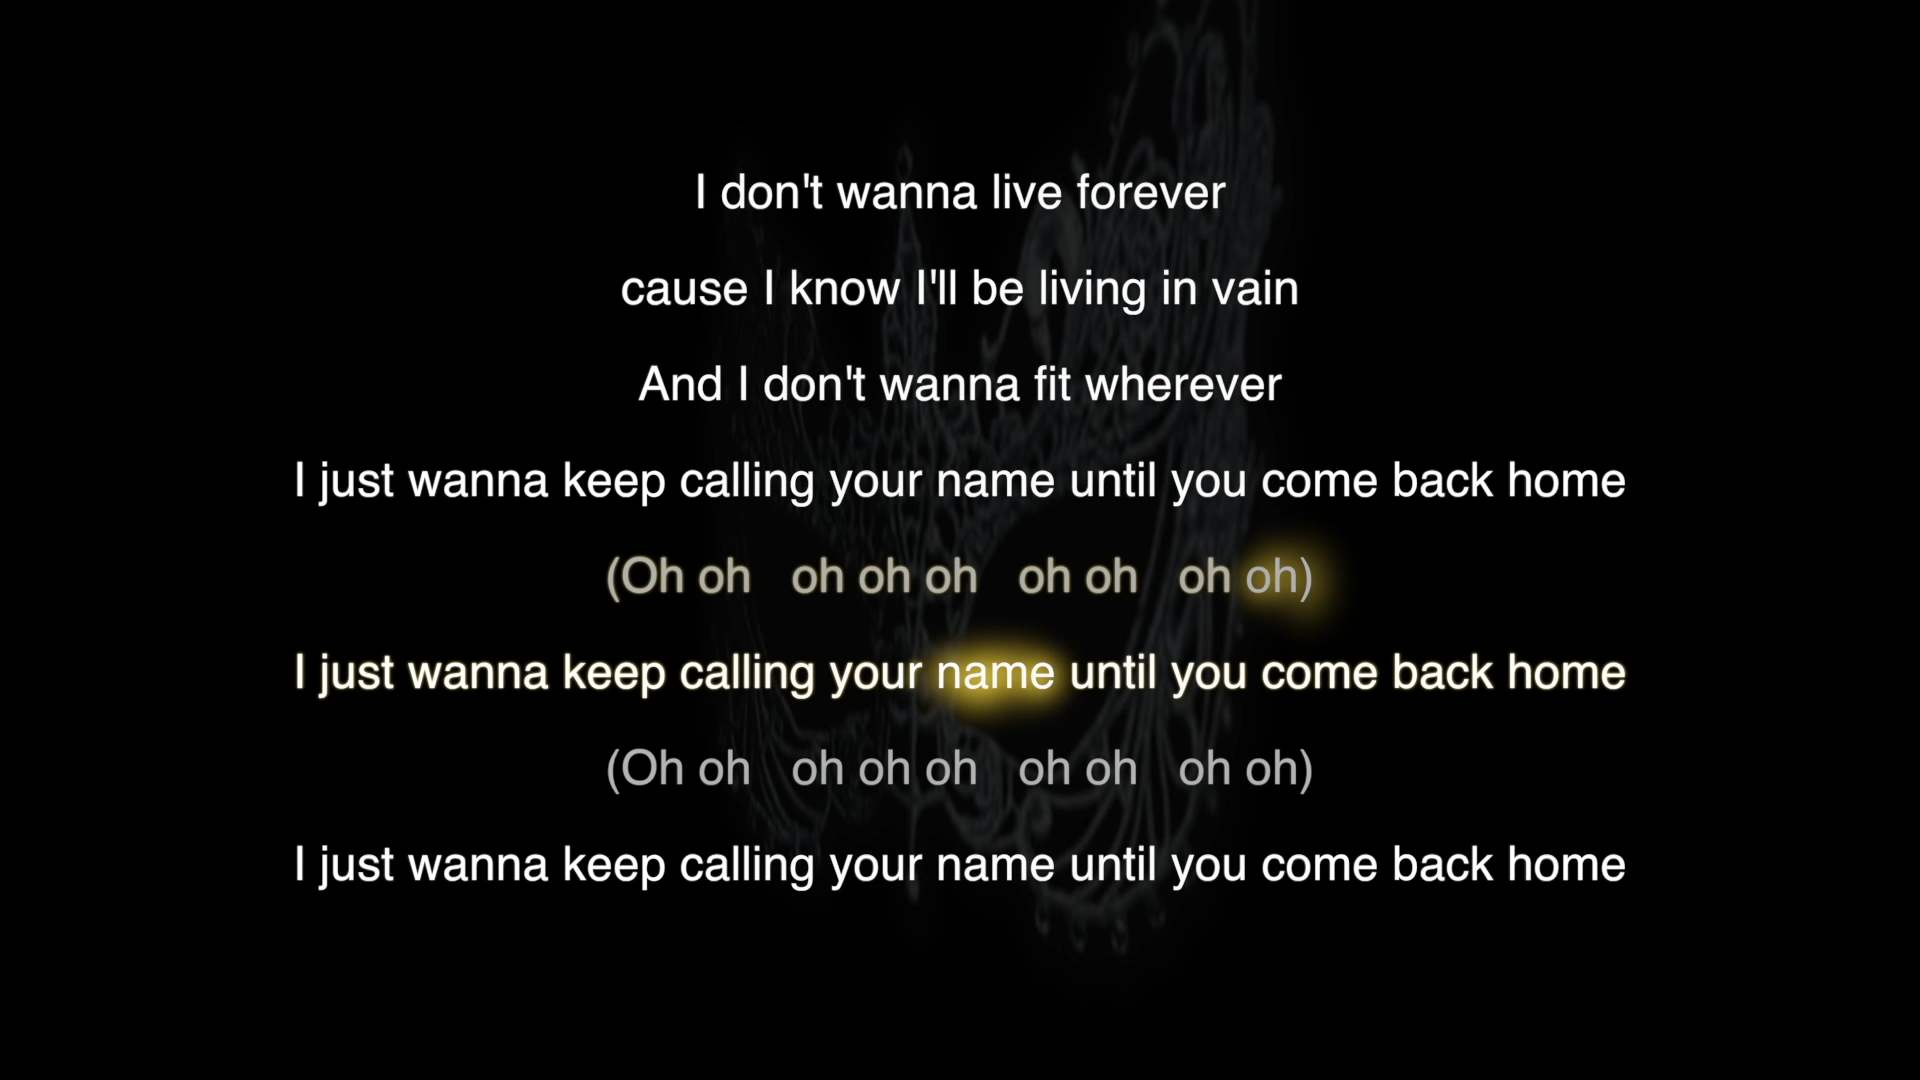 I don't wanna live forever
cause I know I'll be living in vain
And I don't wanna fit wherever
I just wanna keep calling your name until you come back home
(Oh oh   oh oh oh   oh oh   oh oh)
I just wanna keep calling your name until you come back home
(Oh oh   oh oh oh   oh oh   oh oh)
I just wanna keep calling your name until you come back home